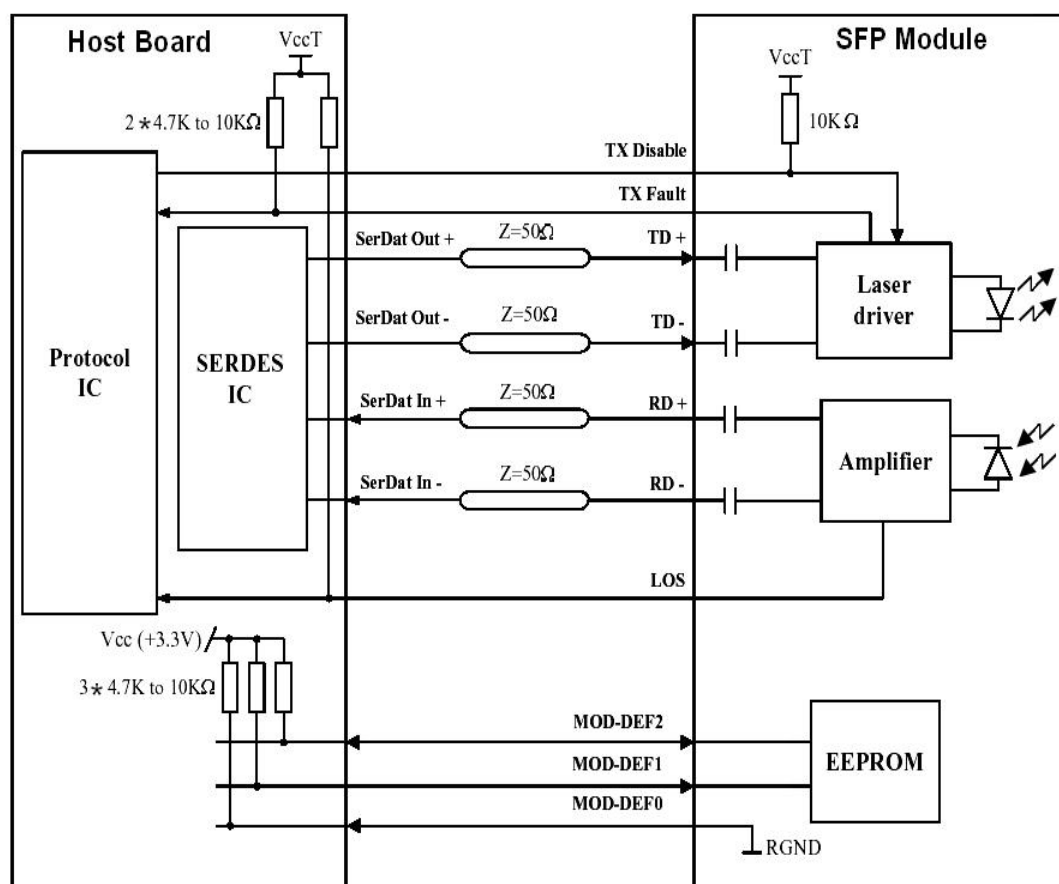 Host Board
SFP Module
VccT
VccT
2*4.7K to 10KΩ
10KΩ
TX Disable
TX Fault
SerDat Out +
Z=50Ω
TD +
SerDat Out -
Z=50Ω
TD -
Laser
driver
Protocol
IC
SERDES
IC
SerDat In +
Z=50Ω
RD +
SerDat In -
Z=50Ω
RD -
Amplifier
LOS
Vcc (+3.3V)
3*4.7K to 10KΩ
MOD-DEF2
MOD-DEF1
MOD-DEF0
EEPROM
RGND